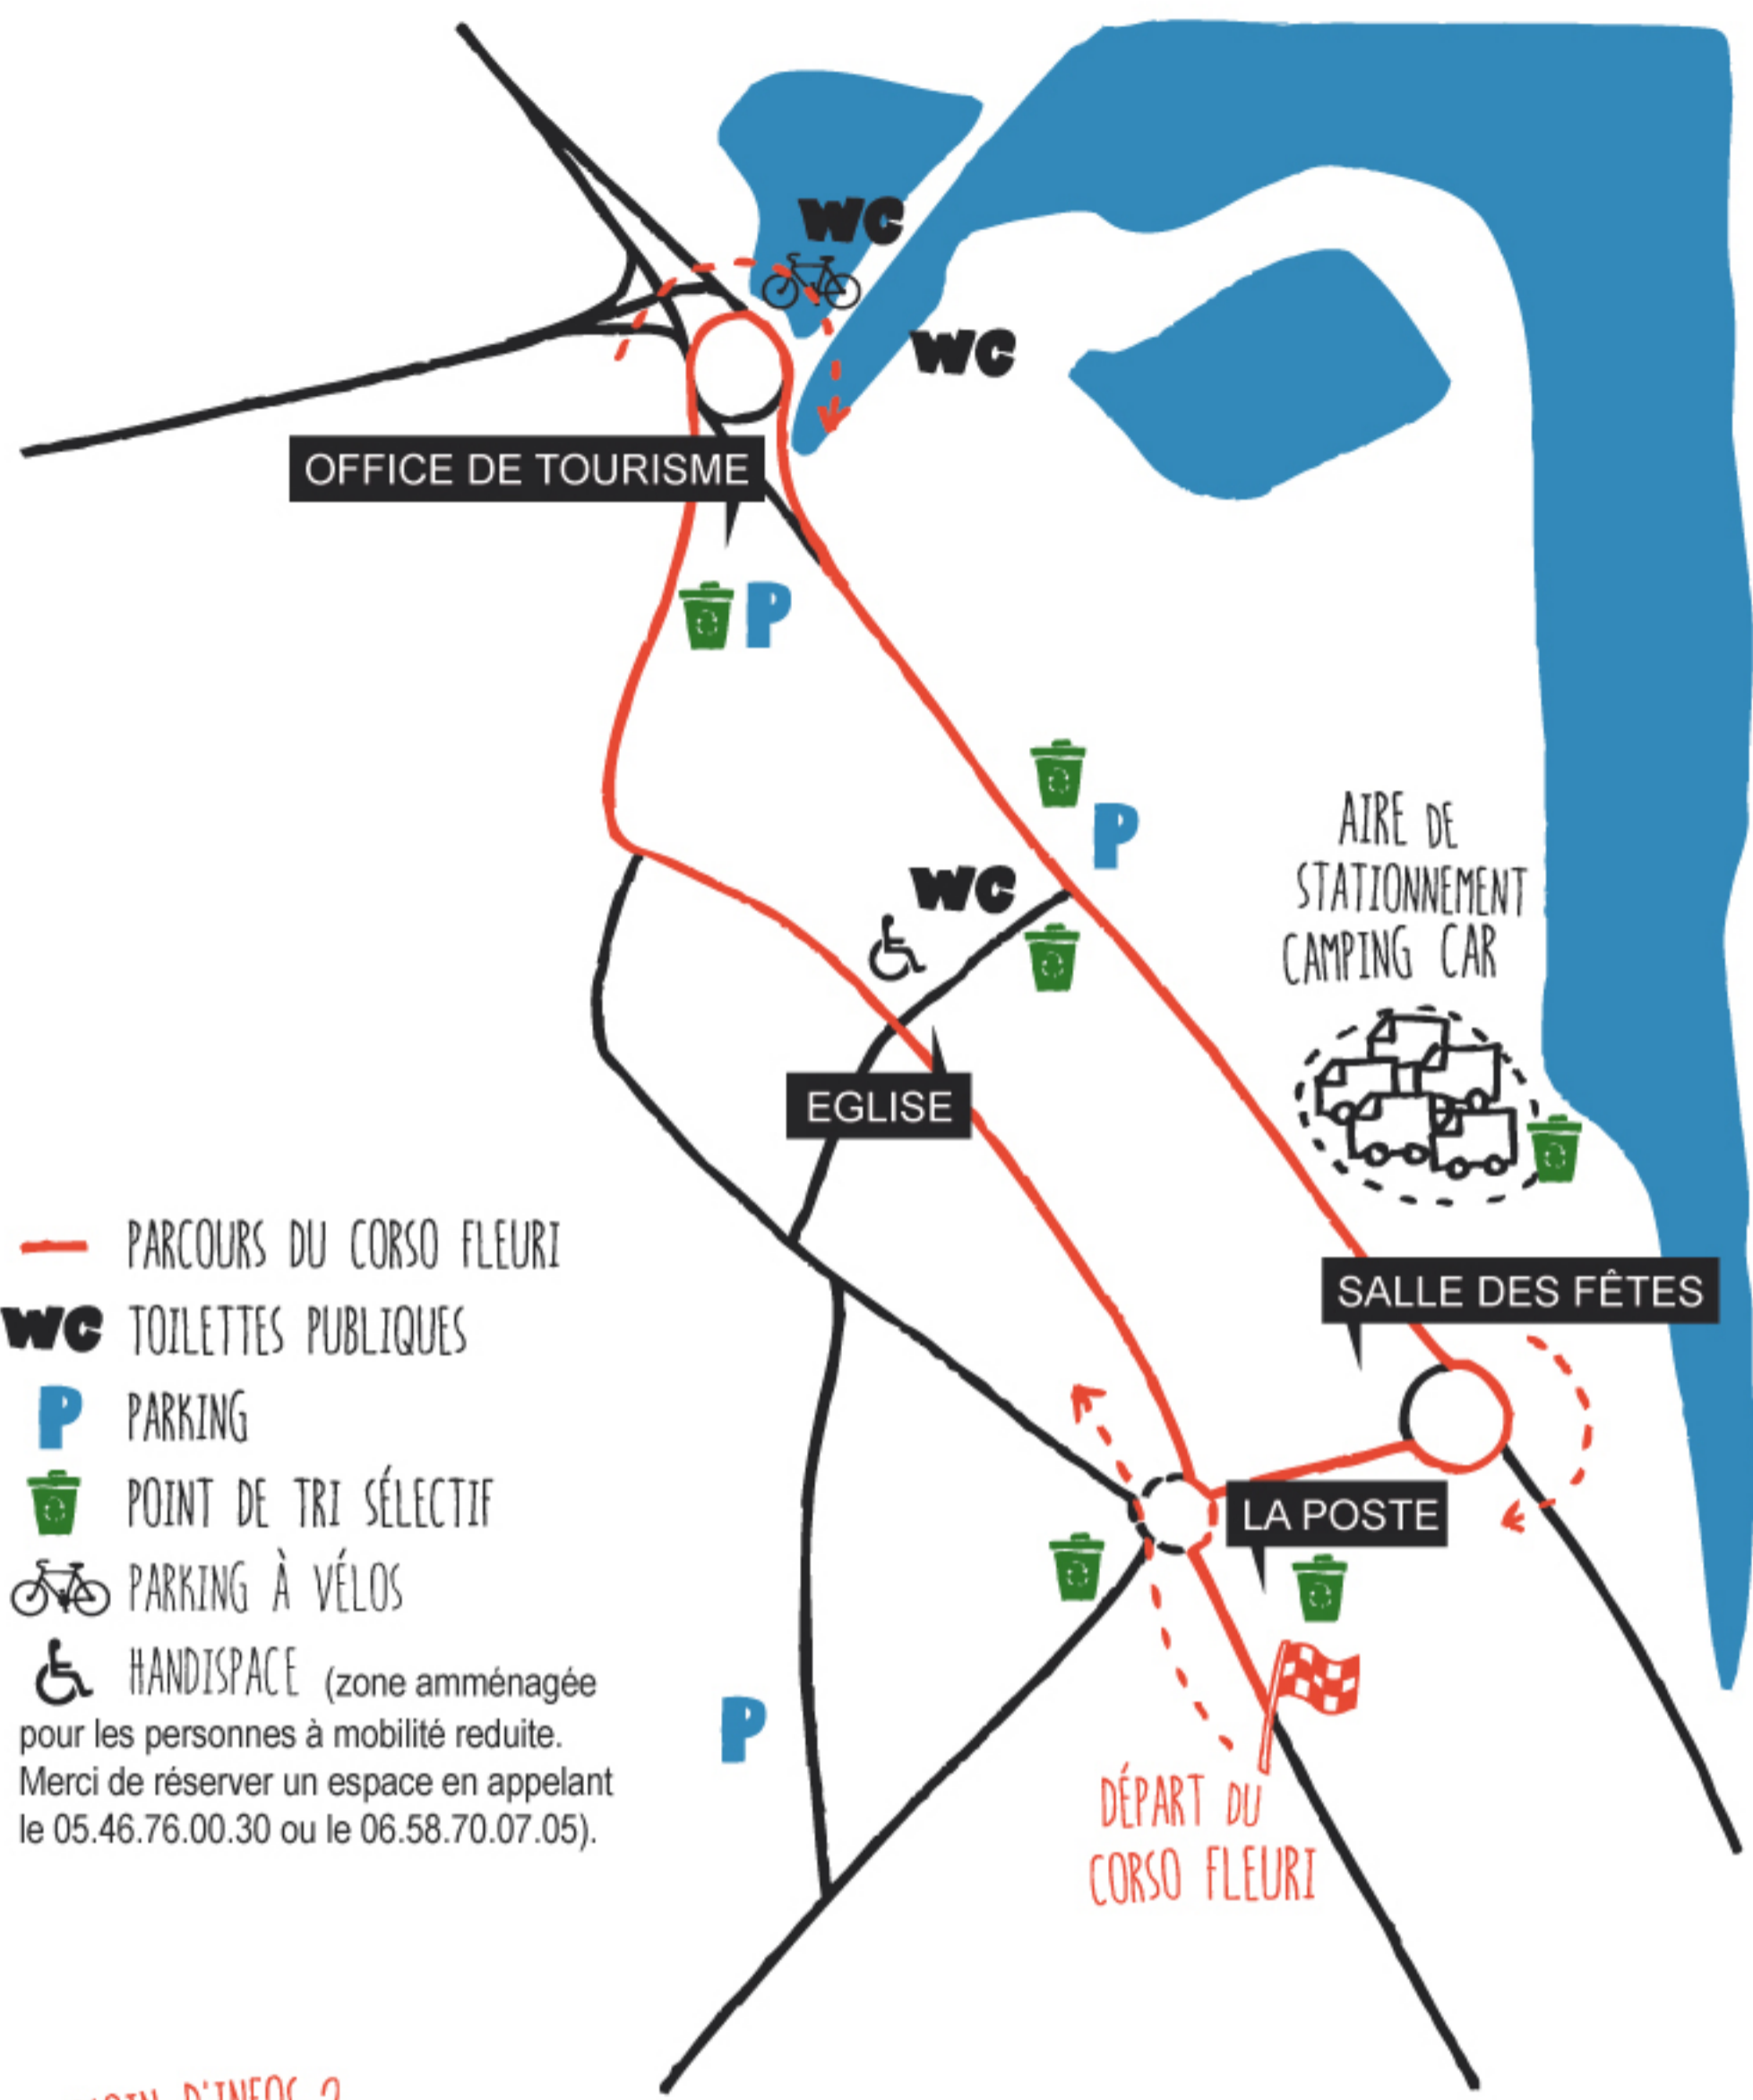 WC
WC
OFFICE DE TOURISME
P
P
AIRE DE
STATIONNEMENT
CAMPING CAR
WC
EGLISE
SALLE DES FÊTES
LA POSTE
P
DÉPART DU
CORSO FLEURI
PARCOURS DU CORSO FLEURI
WC TOILETTES PUBLIQUES
P PARKING
POINT DE TRI SÉLECTIF
PARKING À VÉLOS
HANDISPACE (zone amménagée
pour les personnes à mobilité reduite.
Merci de réserver un espace en appelant
le 05.46.76.00.30 ou le 06.58.70.07.05).
D'INFOS ?